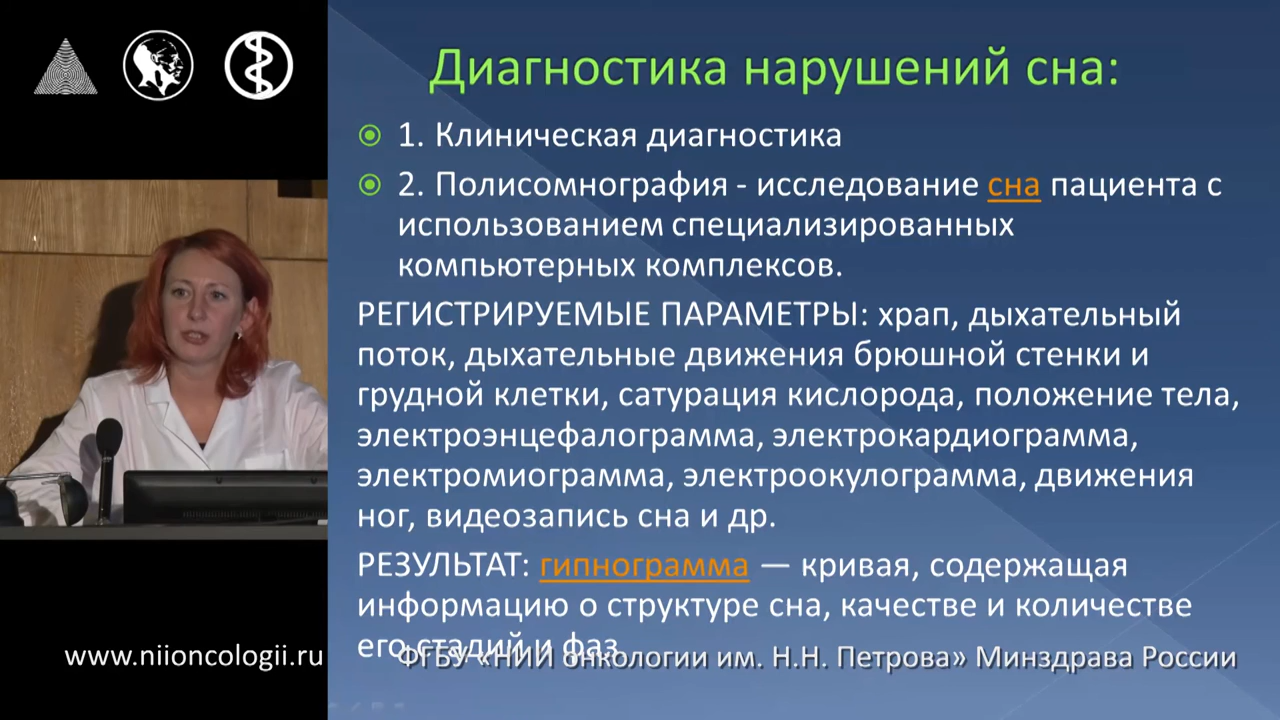 Диагностика нарушений сна:
1. Клиническая диагностика
2. Полисомнография - исследование сна пациента с
использованием специализированных
компьютерных комплексов.
РЕГИСТРИРУЕМЫЕ ПАРАМЕТРЫ: храп, дыхательный
поток, дыхательные движения брюшной стенки и
грудной клетки, сатурация кислорода, положение тела,
электроэнцефалограмма, электрокардиограмма,
электромиограмма, электроокулограмма, движения
ног, видеозапись сна и др.
РЕЗУЛЬТАТ: гипнограмма — кривая, содержащая
информацию о структуре сна, качестве и количестве
его стадий и фаз.
www.niioncologii.ru
ФГБУ «НИИ онкологии им. Н.Н. Петрова» Минздрава России